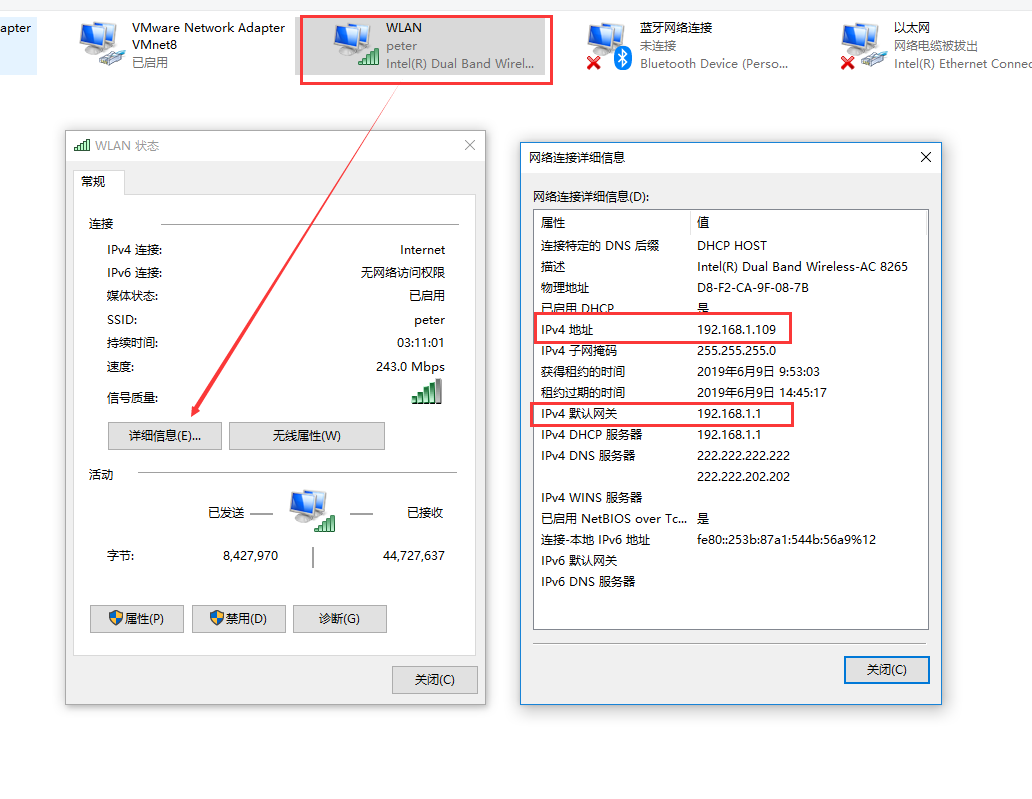 apter
VMware Network Adapter
VMnet8
已启用
WLAN
peter
Intel(R) Dual Band Wirel...
蓝牙网络连接
未连接
Bluetooth Device (Perso...
以太网
网络电缆被拔出
Intel(R) Ethernet Connec
WLAN 状态
常规
连接
IPv4 连接: Internet
IPv6 连接: 无网络访问权限
媒体状态: 已启用
SSID: peter
持续时间: 03:11:01
速度: 243.0 Mbps
信号质量:
详细信息(E)... 无线属性(W)
活动
已发送 已接收
字节: 8,427,970 44,727,637
属性(P) 禁用(D) 诊断(G)
关闭(C)
网络连接详细信息
网络连接详细信息(D):
属性 值
连接特定的 DNS 后缀 DHCP HOST
描述 Intel(R) Dual Band Wireless-AC 8265
物理地址 D8-F2-CA-9F-08-7B
已启用 DHCP 是
IPv4 地址 192.168.1.109
IPv4 子网掩码 255.255.255.0
获得租约的时间 2019年6月9日 9:53:03
租约过期的时间 2019年6月9日 14:45:17
IPv4 默认网关 192.168.1.1
IPv4 DHCP 服务器 192.168.1.1
IPv4 DNS 服务器 222.222.222.222
222.222.202.202
IPv4 WINS 服务器
已启用 NetBIOS over Tc... 是
连接-本地 IPv6 地址 fe80::253b:87a1:544b:56a9%12
IPv6 默认网关
IPv6 DNS 服务器
关闭(C)